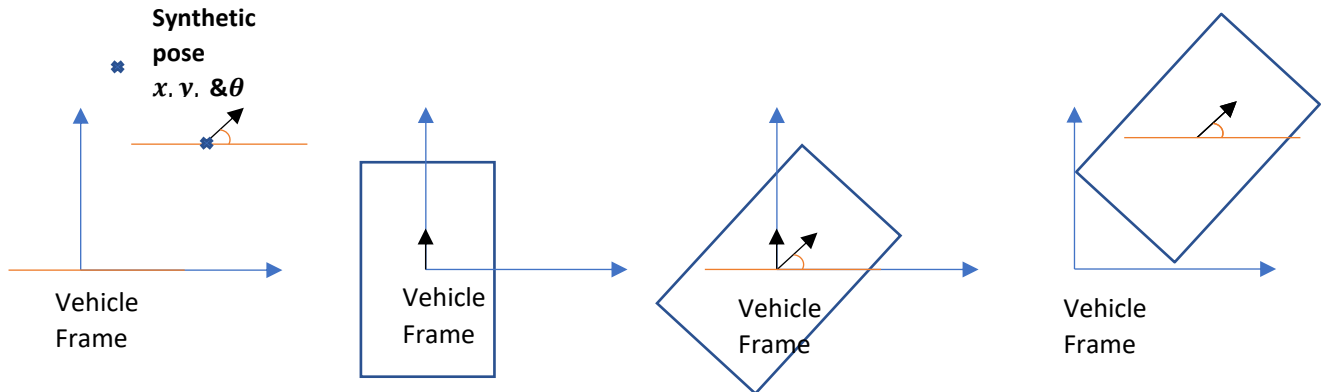 Synthetic
pose
x, y, &θ
Vehicle
Frame
Vehicle
Frame
Vehicle
Frame
Vehicle
Frame